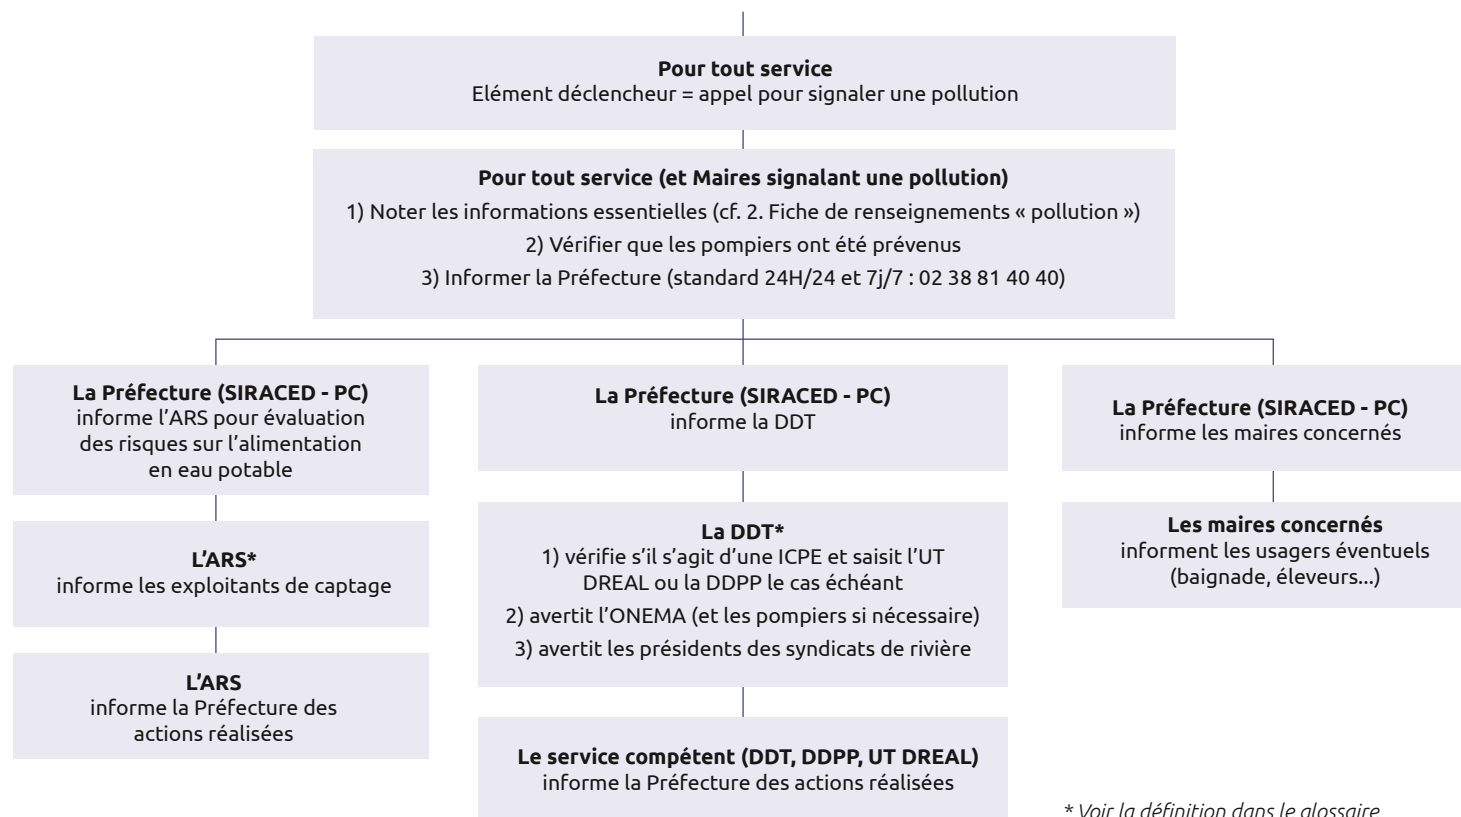 Pour tout service
Elément déclencheur = appel pour signaler une pollution
Pour tout service (et Maires signalant une pollution)
1) Noter les informations essentielles (cf. 2. Fiche de renseignements « pollution »)
2) Vérifier que les pompiers ont été prévenus
3) Informer la Préfecture (standard 24H/24 et 7j/7 : 02 38 81 40 40)
La Préfecture (SIRACED - PC)
informe l’ARS pour évaluation
des risques sur l’alimentation
en eau potable
L’ARS*
informe les exploitants de captage
L’ARS
informe la Préfecture des
actions réalisées
La Préfecture (SIRACED - PC)
informe la DDT
La DDT*
1) vérifie s’il s’agit d’une ICPE et saisit l’UT
DREAL ou la DDPP le cas échéant
2) avertit l’ONEMA (et les pompiers si nécessaire)
3) avertit les présidents des syndicats de rivière
Le service compétent (DDT, DDPP, UT DREAL)
informe la Préfecture des actions réalisées
La Préfecture (SIRACED - PC)
informe les maires concernés
Les maires concernés
informent les usagers éventuels
(baignade, éleveurs...)
* Voir la définition dans le glossaire